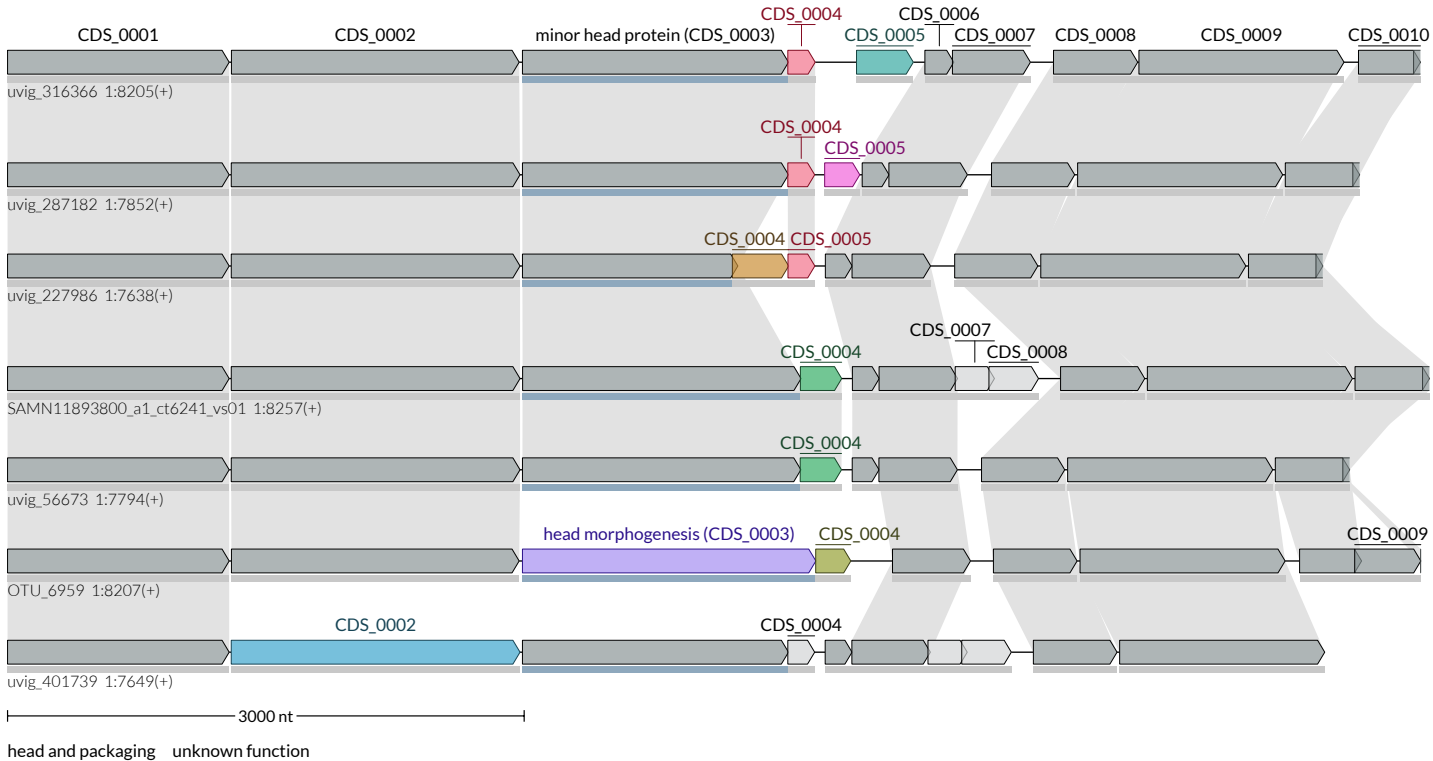 CDS_0004 CDS_0006
CDS_0001 CDS_0002 minor head protein (CDS_0003) CDS_0005 CDS_0007 CDS_0008 CDS_0009 CDS_0010
uvig_316366 1:8205(+)
CDS_0004
CDS_0005
uvig_287182 1:7852(+)
CDS_0004 CDS_0005
uvig_227986 1:7638(+)
CDS_0007
CDS_0004 CDS_0008
SAMN11893800_a1_ct6241_vs01 1:8257(+)
CDS_0004
uvig_56673 1:7794(+)
head morphogenesis (CDS_0003) CDS_0004 CDS_0009
OTU_6959 1:8207(+)
CDS_0002 CDS_0004
uvig_401739 1:7649(+)
3000 nt
head and packaging unknown function